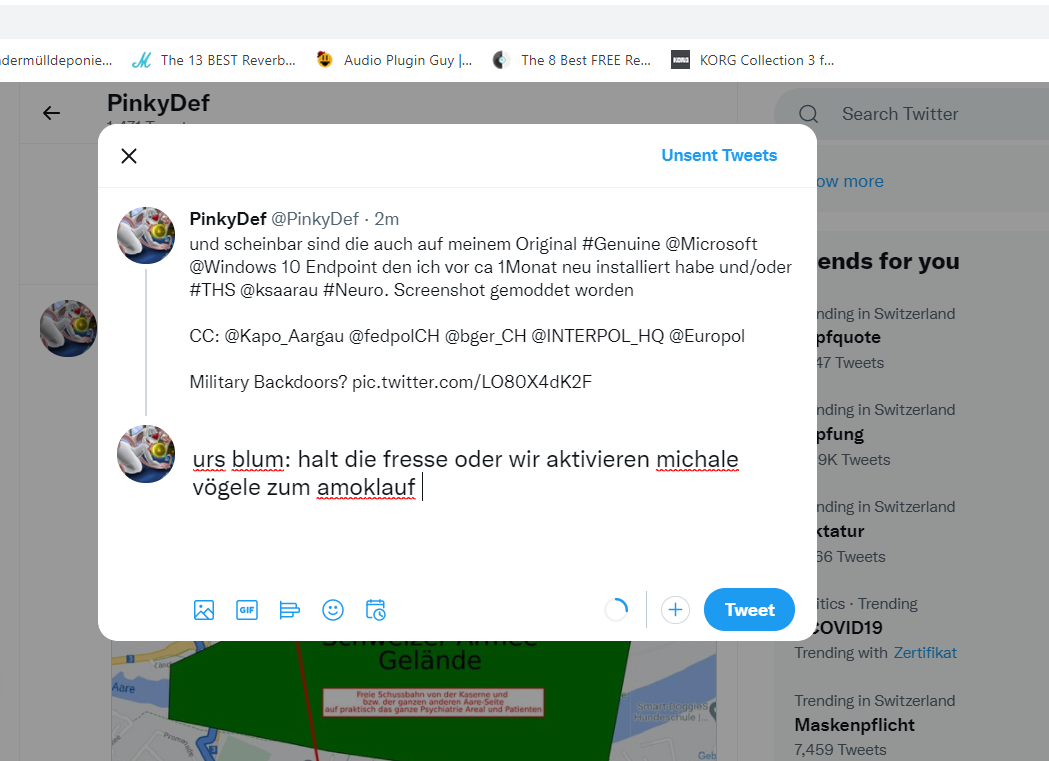 dermülldeponie...
The 13 BEST Reverb...
Audio Plugin Guy |...
The 8 Best FREE Re...
KORG
KORG Collection 3 f...
PinkyDef
Search Twitter
Unsent Tweets
ow more
PinkyDef @PinkyDef · 2m
und scheinbar sind die auch auf meinem Original #Genuine @Microsoft
@Windows 10 Endpoint den ich vor ca 1Monat neu installiert habe und/oder
#THS @ksaarau #Neuro. Screenshot gemoddet worden
CC: @Kapo_Aargau @fedpolCH @bger_CH @INTERPOL_HQ @Europol
Military Backdoors? pic.twitter.com/LO80X4dK2F
urs blum: halt die fresse oder wir aktivieren michale
vögele zum amoklauf
GIF
Tweet
ends for you
nding in Switzerland
pfquote
47 Tweets
nding in Switzerland
pfung
9K Tweets
nding in Switzerland
ktatur
66 Tweets
itics · Trending
COVID19
Trending with Zertifikat
Trending in Switzerland
Maskenpflicht
7,459 Tweets
Schweizer Armee
Gelände
Freie Schussbahn von der Kaserne und
bzw. der ganzen anderen Aare-Seite
auf praktisch das ganze Psychiatrie Areal und Patienten
Aare
Smart doggies
Hundeschule |...
Promenade
Geb